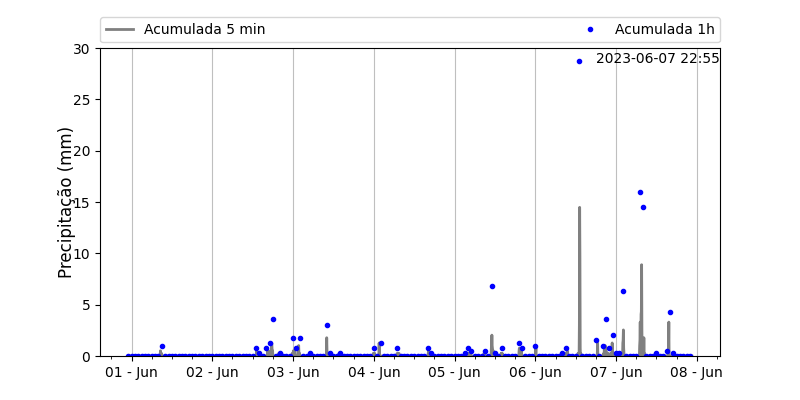 Acumulada 5 min
Acumulada 1h
2023-06-07 22:55
Precipitação (mm)
30
25
20
15
10
5
0
01 - Jun
02 - Jun
03 - Jun
04 - Jun
05 - Jun
06 - Jun
07 - Jun
08 - Jun